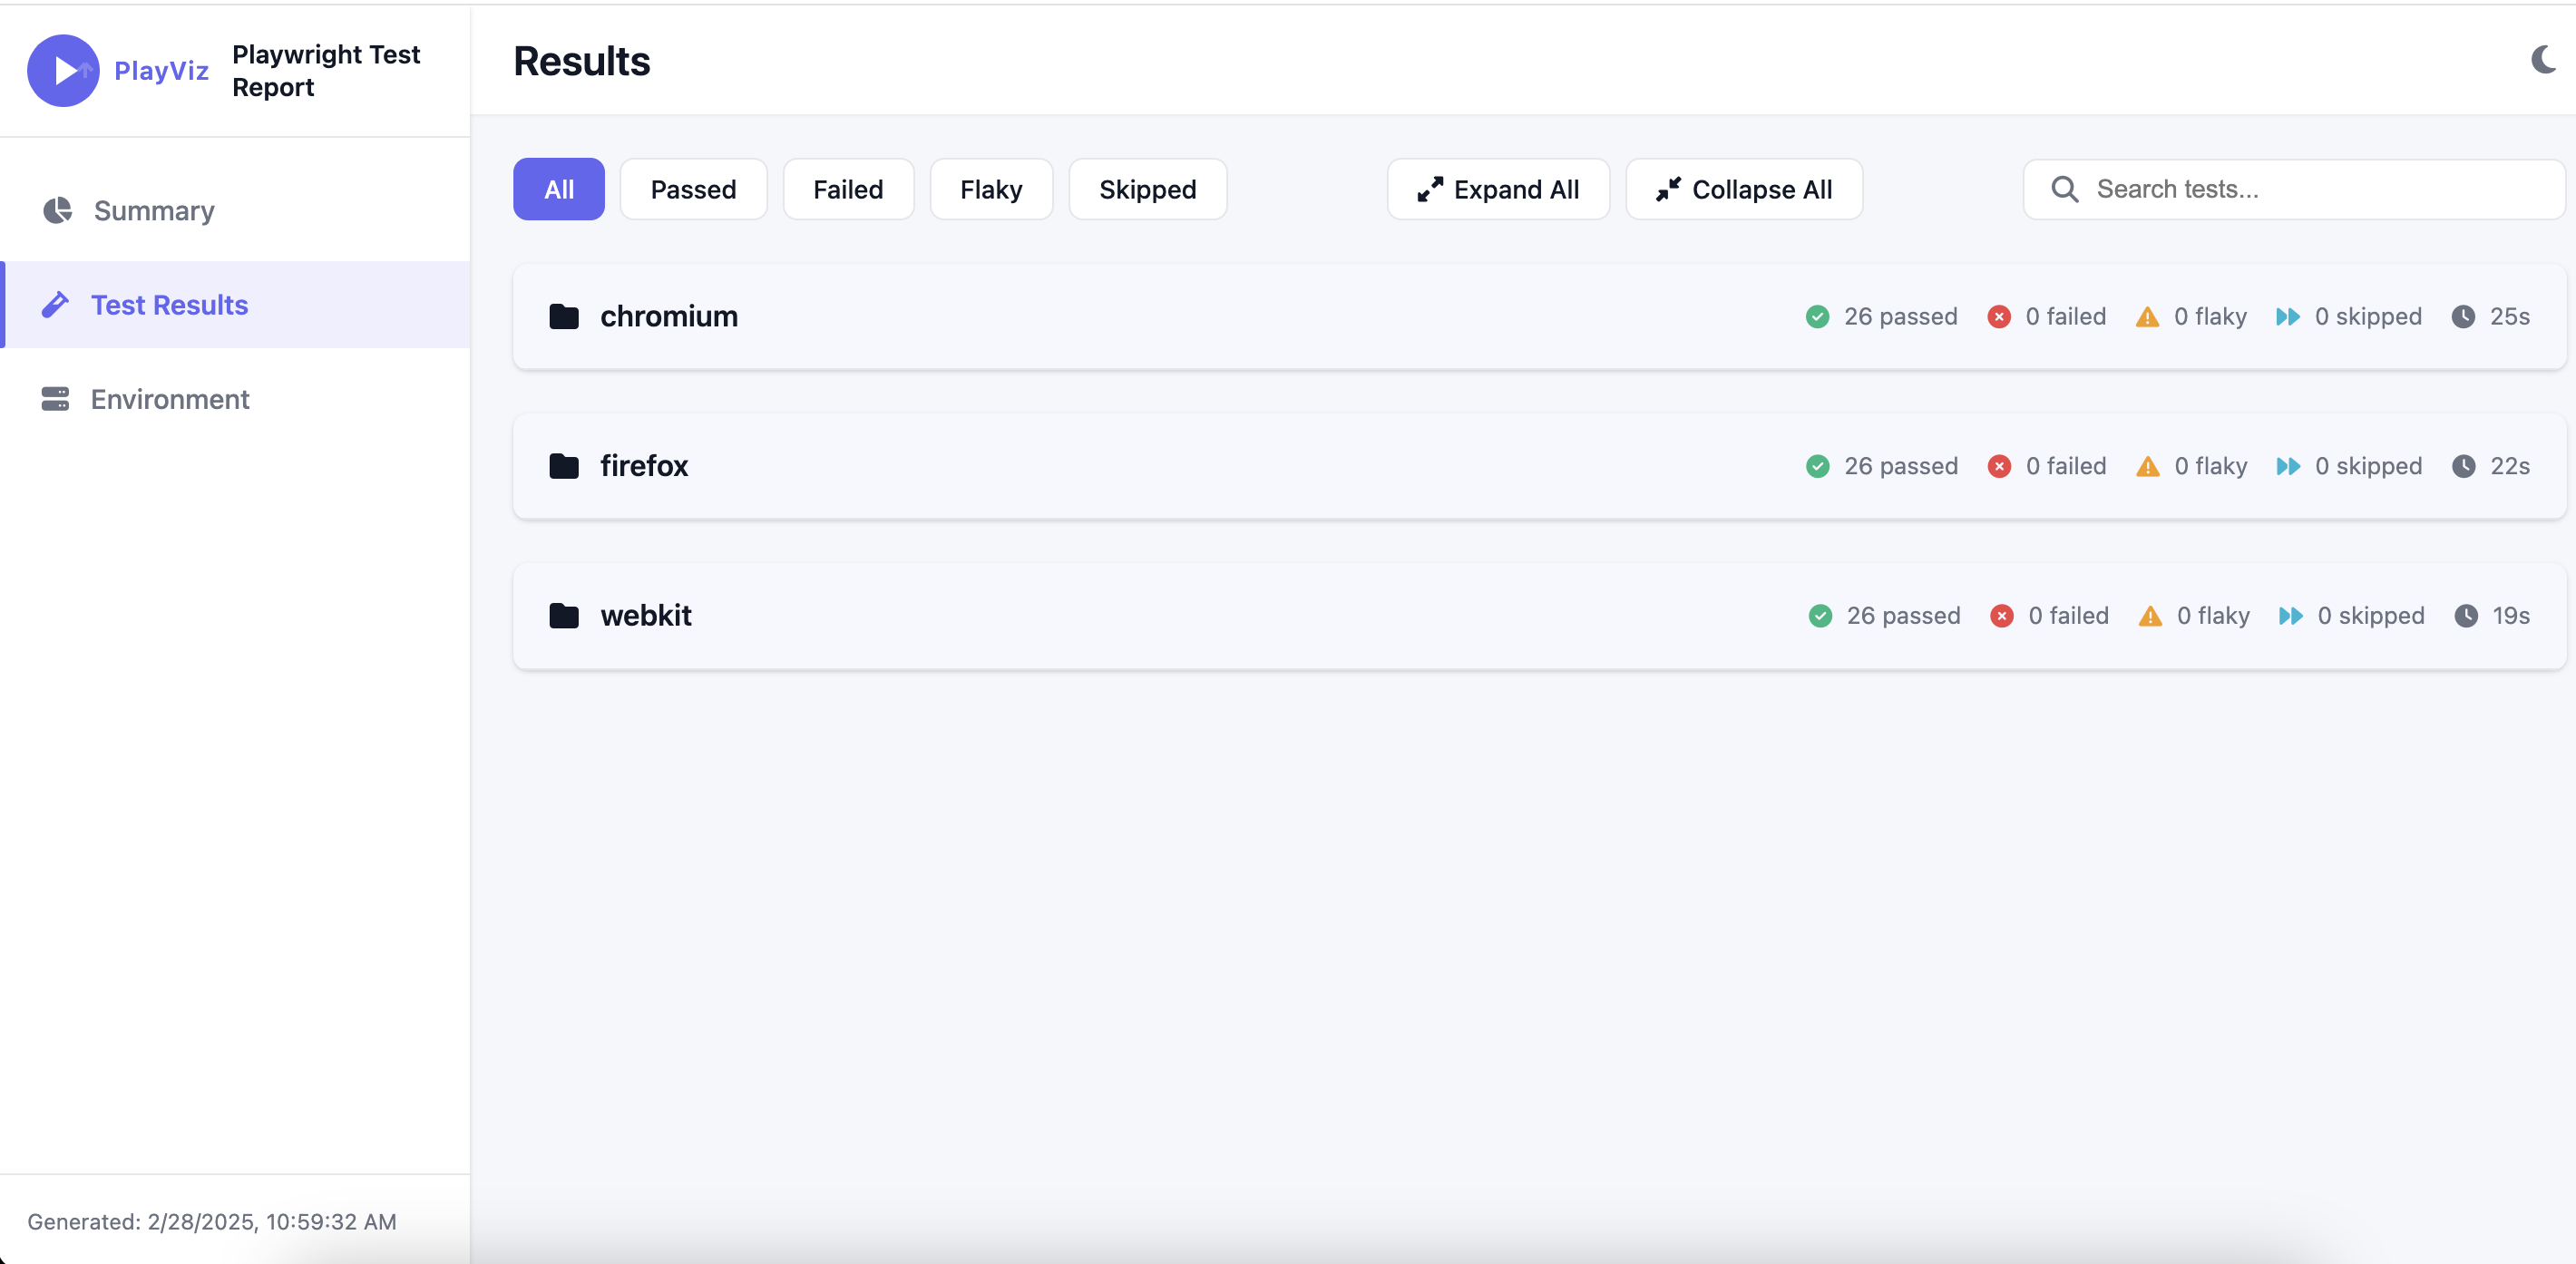 PlayViz
Playwright Test
Report
Results
Summary
Test Results
Environment
All
Passed
Failed
Flaky
Skipped
Expand All
Collapse All
Search tests...
chromium
26 passed
0 failed
0 flaky
0 skipped
25s
firefox
26 passed
0 failed
0 flaky
0 skipped
22s
webkit
26 passed
0 failed
0 flaky
0 skipped
19s
Generated: 2/28/2025, 10:59:32 AM